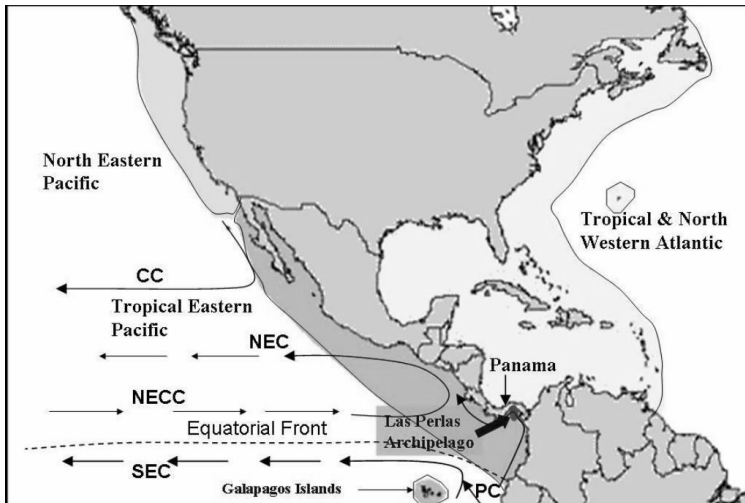 North Eastern
Pacific
Tropical & North
Western Atlantic
CC
Tropical Eastern
Pacific
NEC
Panama
NECC
Las Perlas
Archipelago
Equatorial Front
SEC
Galapagos Islands
PC